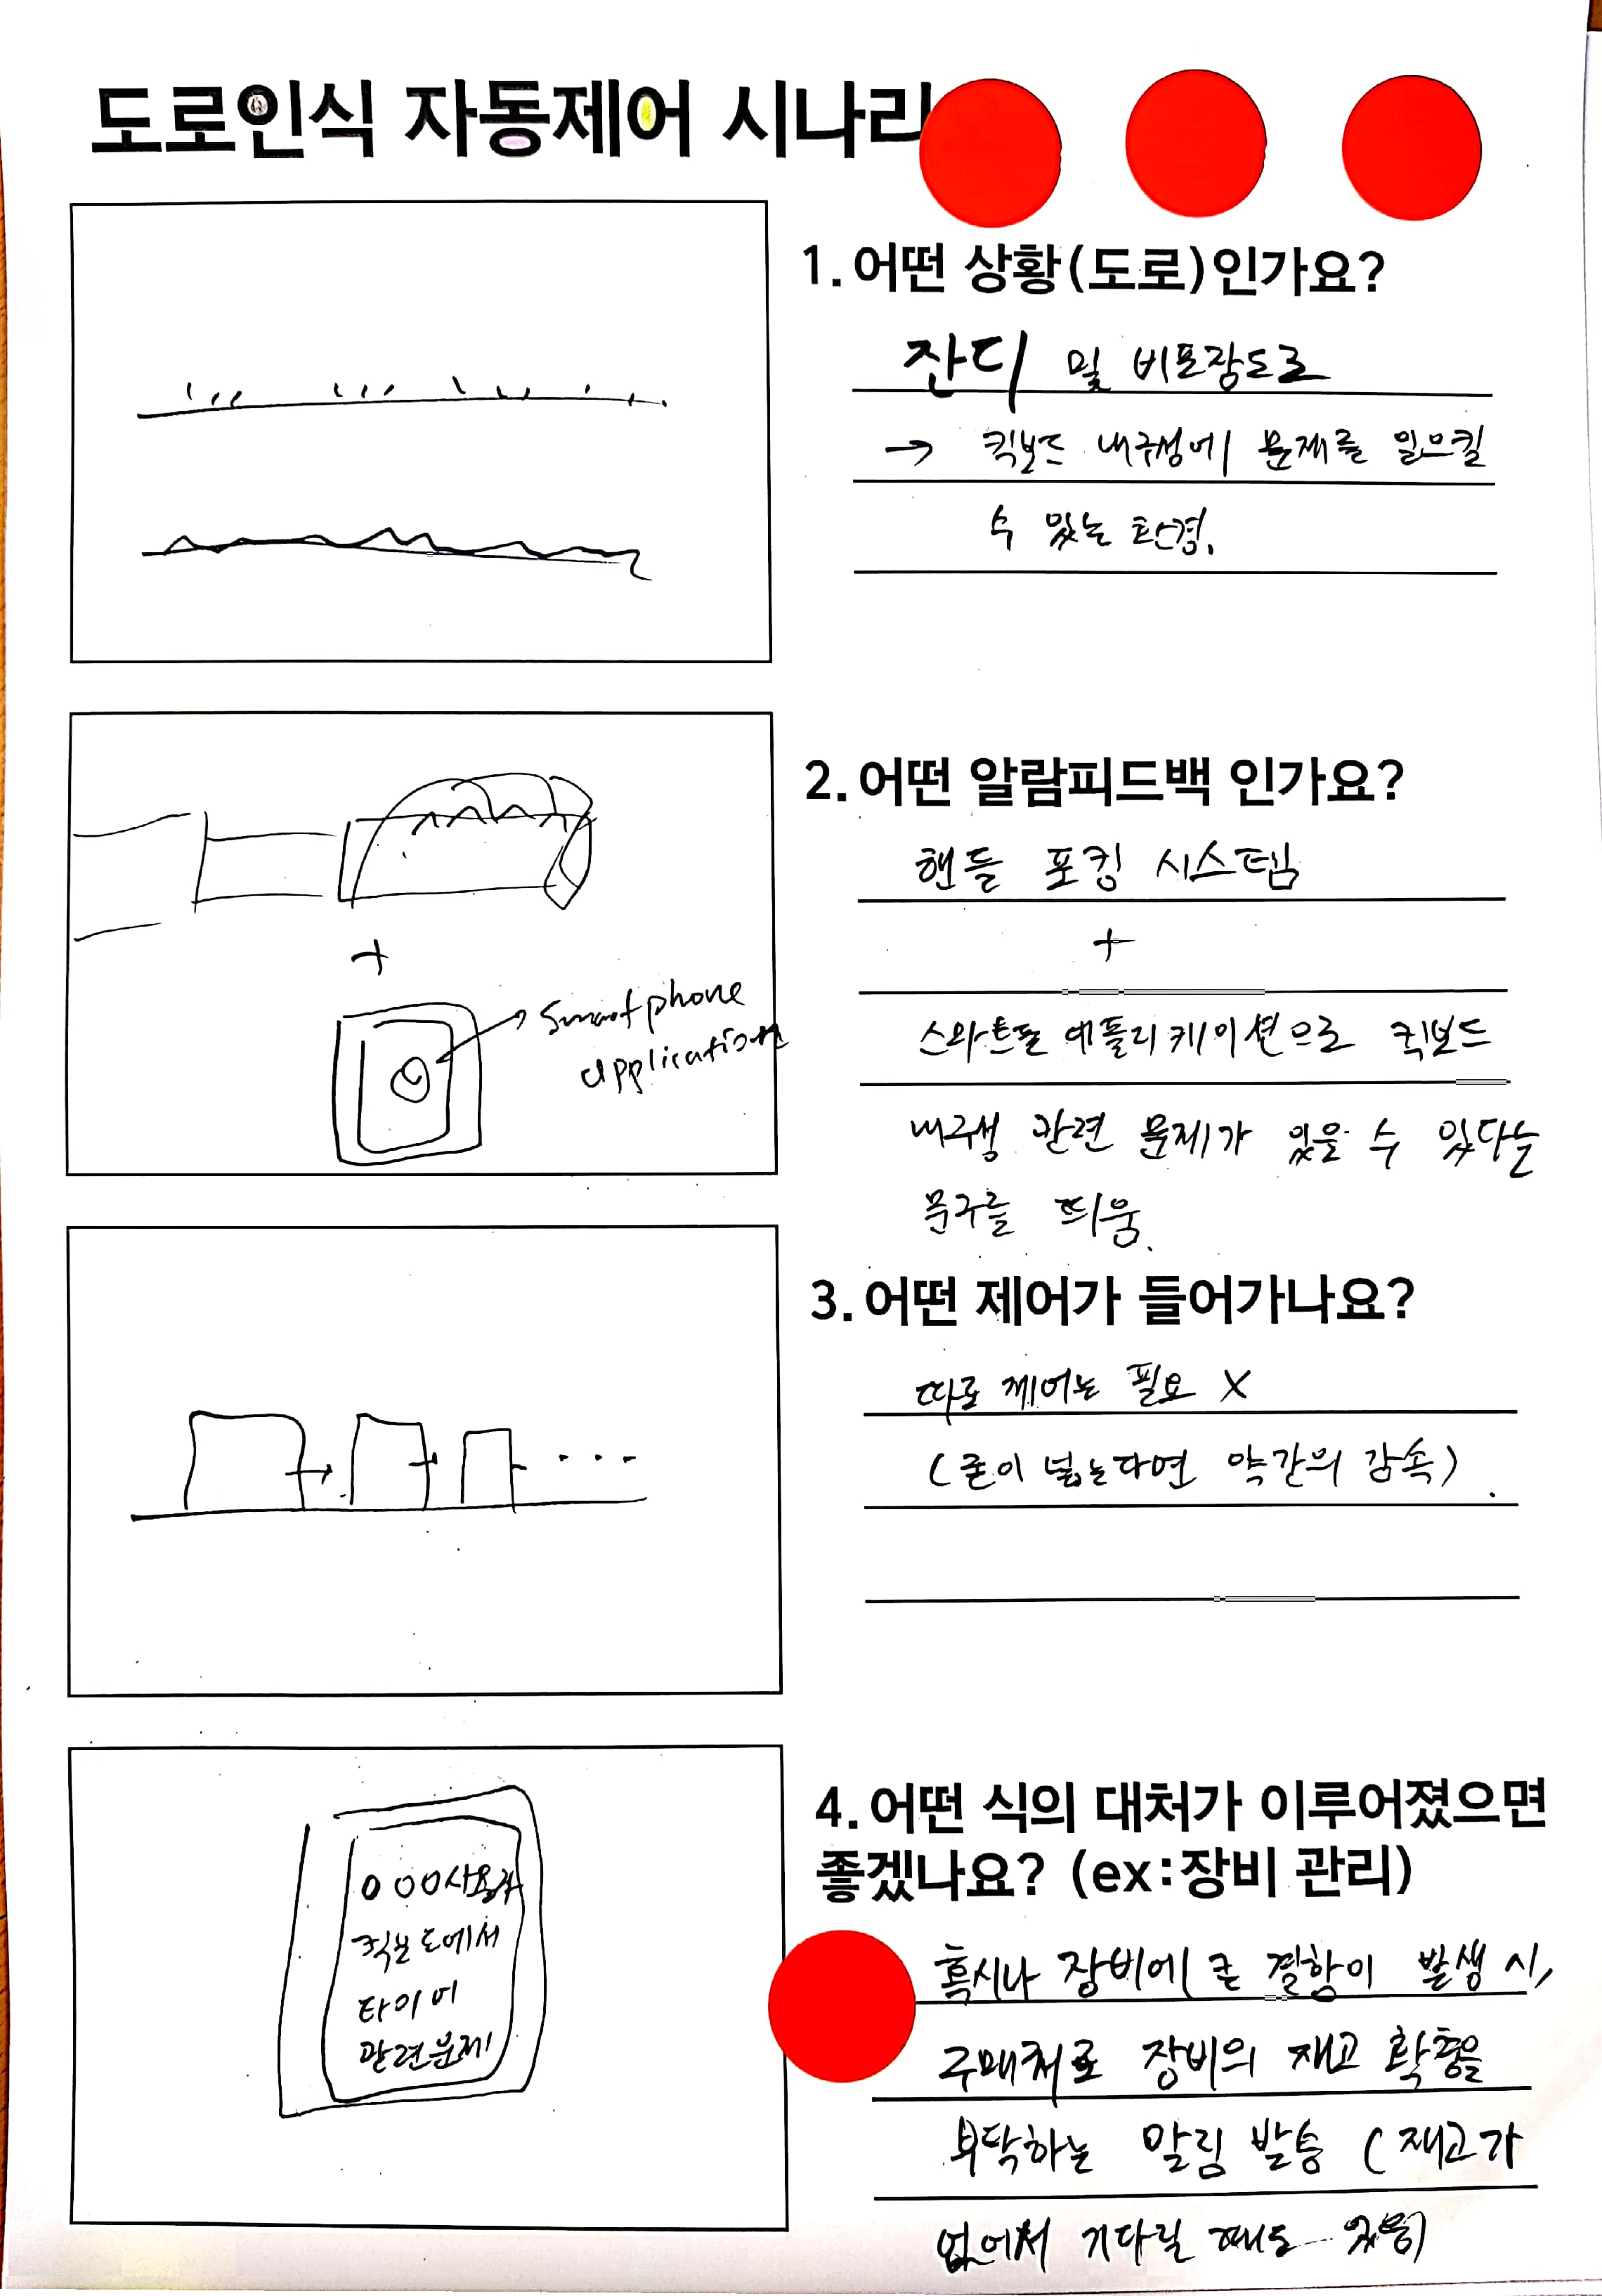 도로인식 자동제어 시나리
1. 어떤 상황(도로)인가요?
잔디 및 비포장도로
→ 킥보드 내구성에 문제를 일으킬
수 있는 환경.
2. 어떤 알람피드백 인가요?
핸들 포킹 시스템
+
스마트폰 애플리케이션으로 킥보드
내구성 관련 문제가 있을 수 있다는
문구를 띄움.
+
smartphone
application
3. 어떤 제어가 들어가나요?
따로 제어는 필요 X
(굳이 넣는다면 약간의 감속).
4. 어떤 식의 대처가 이루어졌으면
좋겠나요? (ex:장비 관리)
혹시나 장비에 큰 결함이 발생 시,
구매처로 장비의 재고 확충을
부탁하는 알림 발송 (재고가
없어서 기다릴 때도 있음)
000사용자
킥보드에서
타이어
관련문제